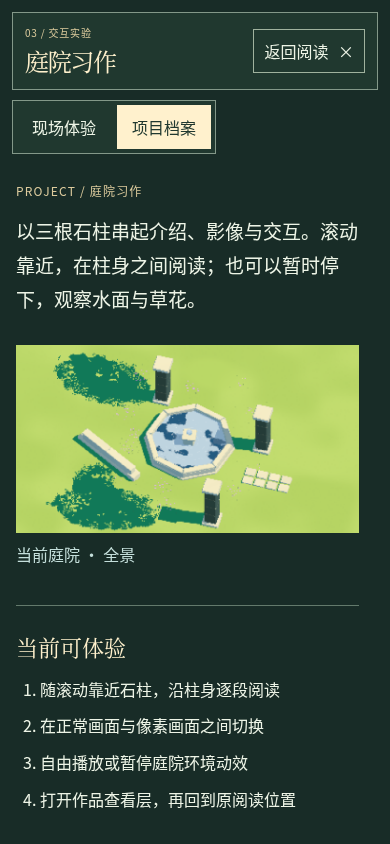 03 / 交互实验
庭院习作
返回阅读 ×
现场体验
项目档案
PROJECT / 庭院习作
以三根石柱串起介绍、影像与交互。滚动
靠近，在柱身之间阅读；也可以暂时停
下，观察水面与草花。
当前庭院 · 全景
当前可体验
1. 随滚动靠近石柱，沿柱身逐段阅读
2. 在正常画面与像素画面之间切换
3. 自由播放或暂停庭院环境动效
4. 打开作品查看层，再回到原阅读位置